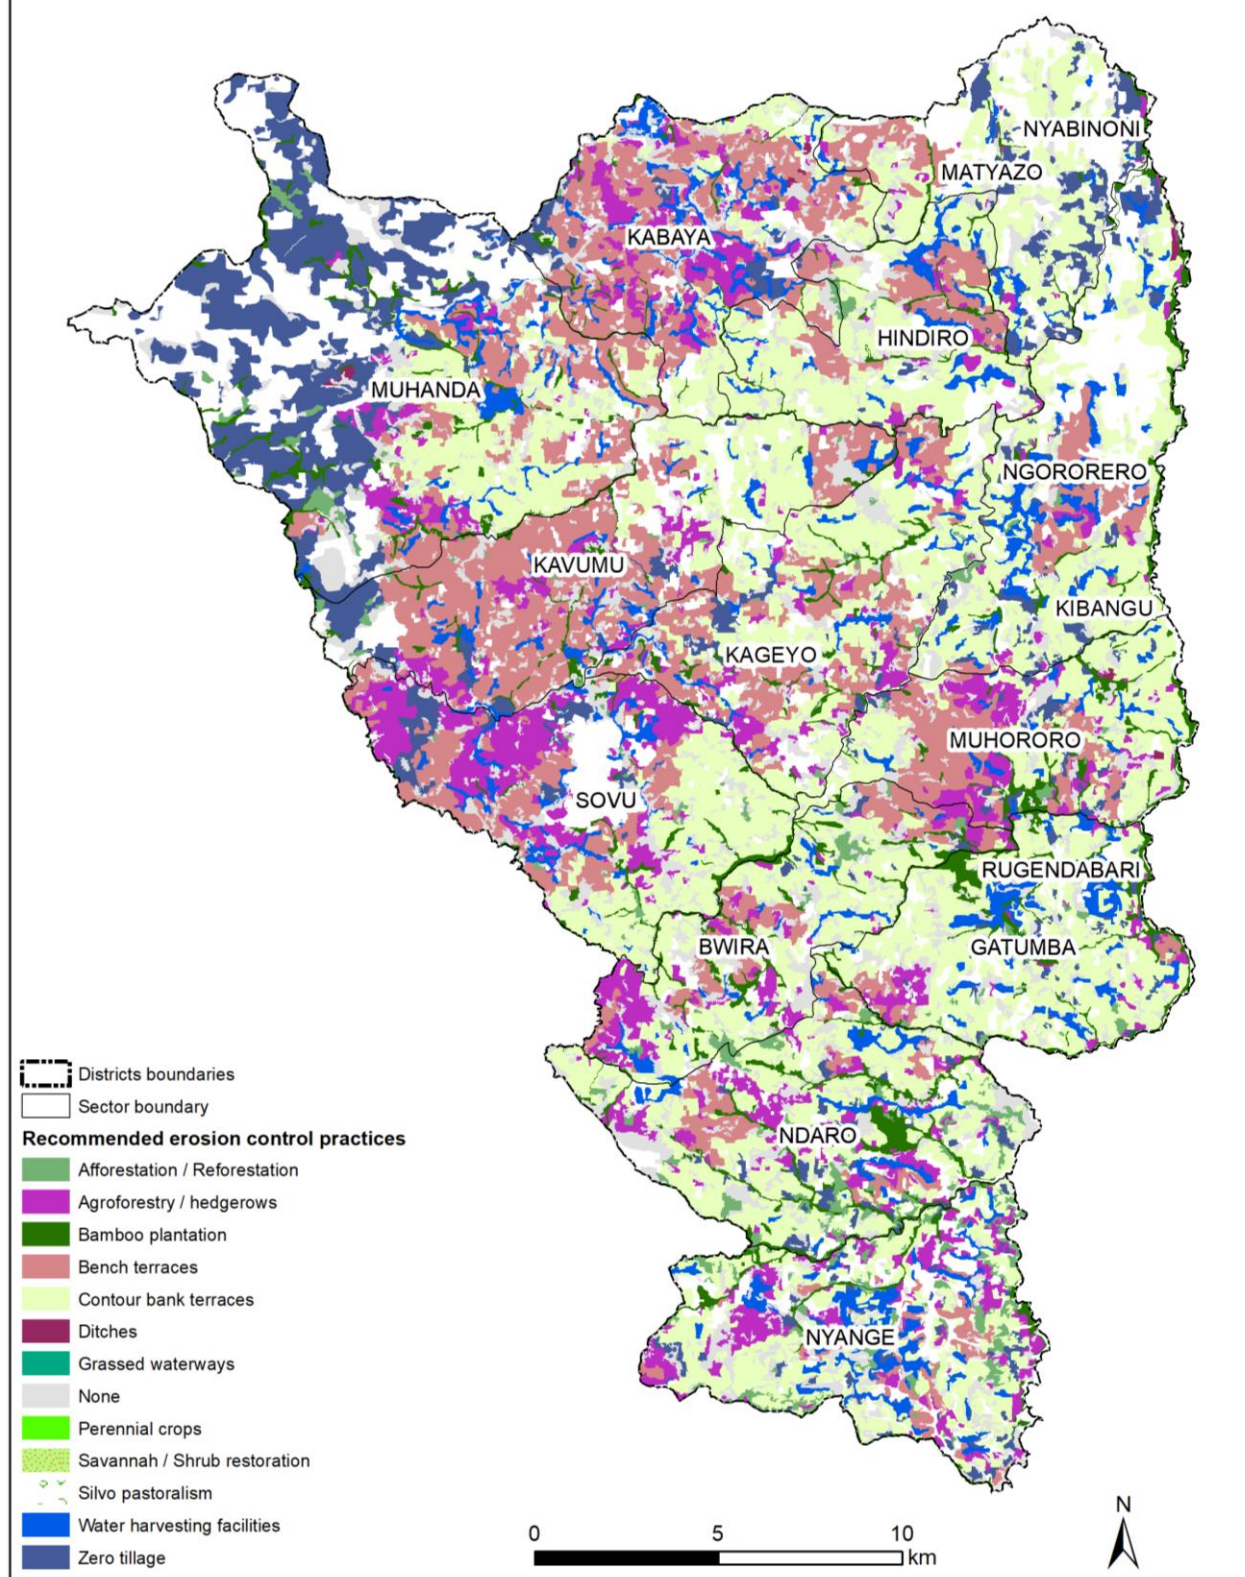 NYABINONI
MATYAZO
KABAYA
HINDIRO
MUHANDA
NGORORERO
KAVUMU
KIBANGU
KAGEYO
MUHORORO
SOVU
RUGENDABARI
BWIRA
GATUMBA
NDARO
NYANGE
Districts boundaries
Sector boundary
Recommended erosion control practices
Afforestation / Reforestation
Agroforestry / hedgerows
Bamboo plantation
Bench terraces
Contour bank terraces
Ditches
Grassed waterways
None
Perennial crops
Savannah / Shrub restoration
Silvo pastoralism
Water harvesting facilities
Zero tillage
0 5 10
km
N